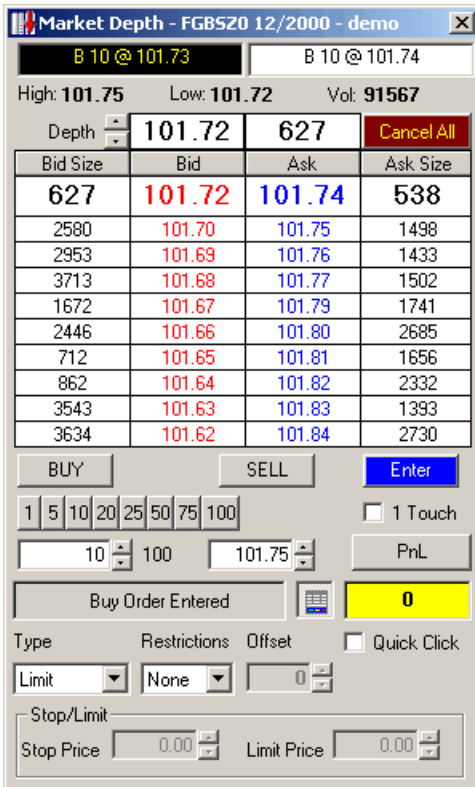 Market Depth - FGBSZ0 12/2000 - demo
B 10 @ 101.73 B 10 @ 101.74
High: 101.75 Low: 101.72 Vol: 91567
Depth 101.72 627 Cancel All
Bid Size Bid Ask Ask Size
627 101.72 101.74 538
2580 101.70 101.75 1498
2953 101.69 101.76 1433
3713 101.68 101.77 1502
1672 101.67 101.79 1741
2446 101.66 101.80 2685
712 101.65 101.81 1656
862 101.64 101.82 2332
3543 101.63 101.83 1393
3634 101.62 101.84 2730
BUY SELL Enter
1 5 10 20 25 50 75 100 1 Touch
10 100 101.75 PnL
Buy Order Entered 0
Type Restrictions Offset Quick Click
Limit None 0
Stop/Limit
Stop Price 0.00 Limit Price 0.00